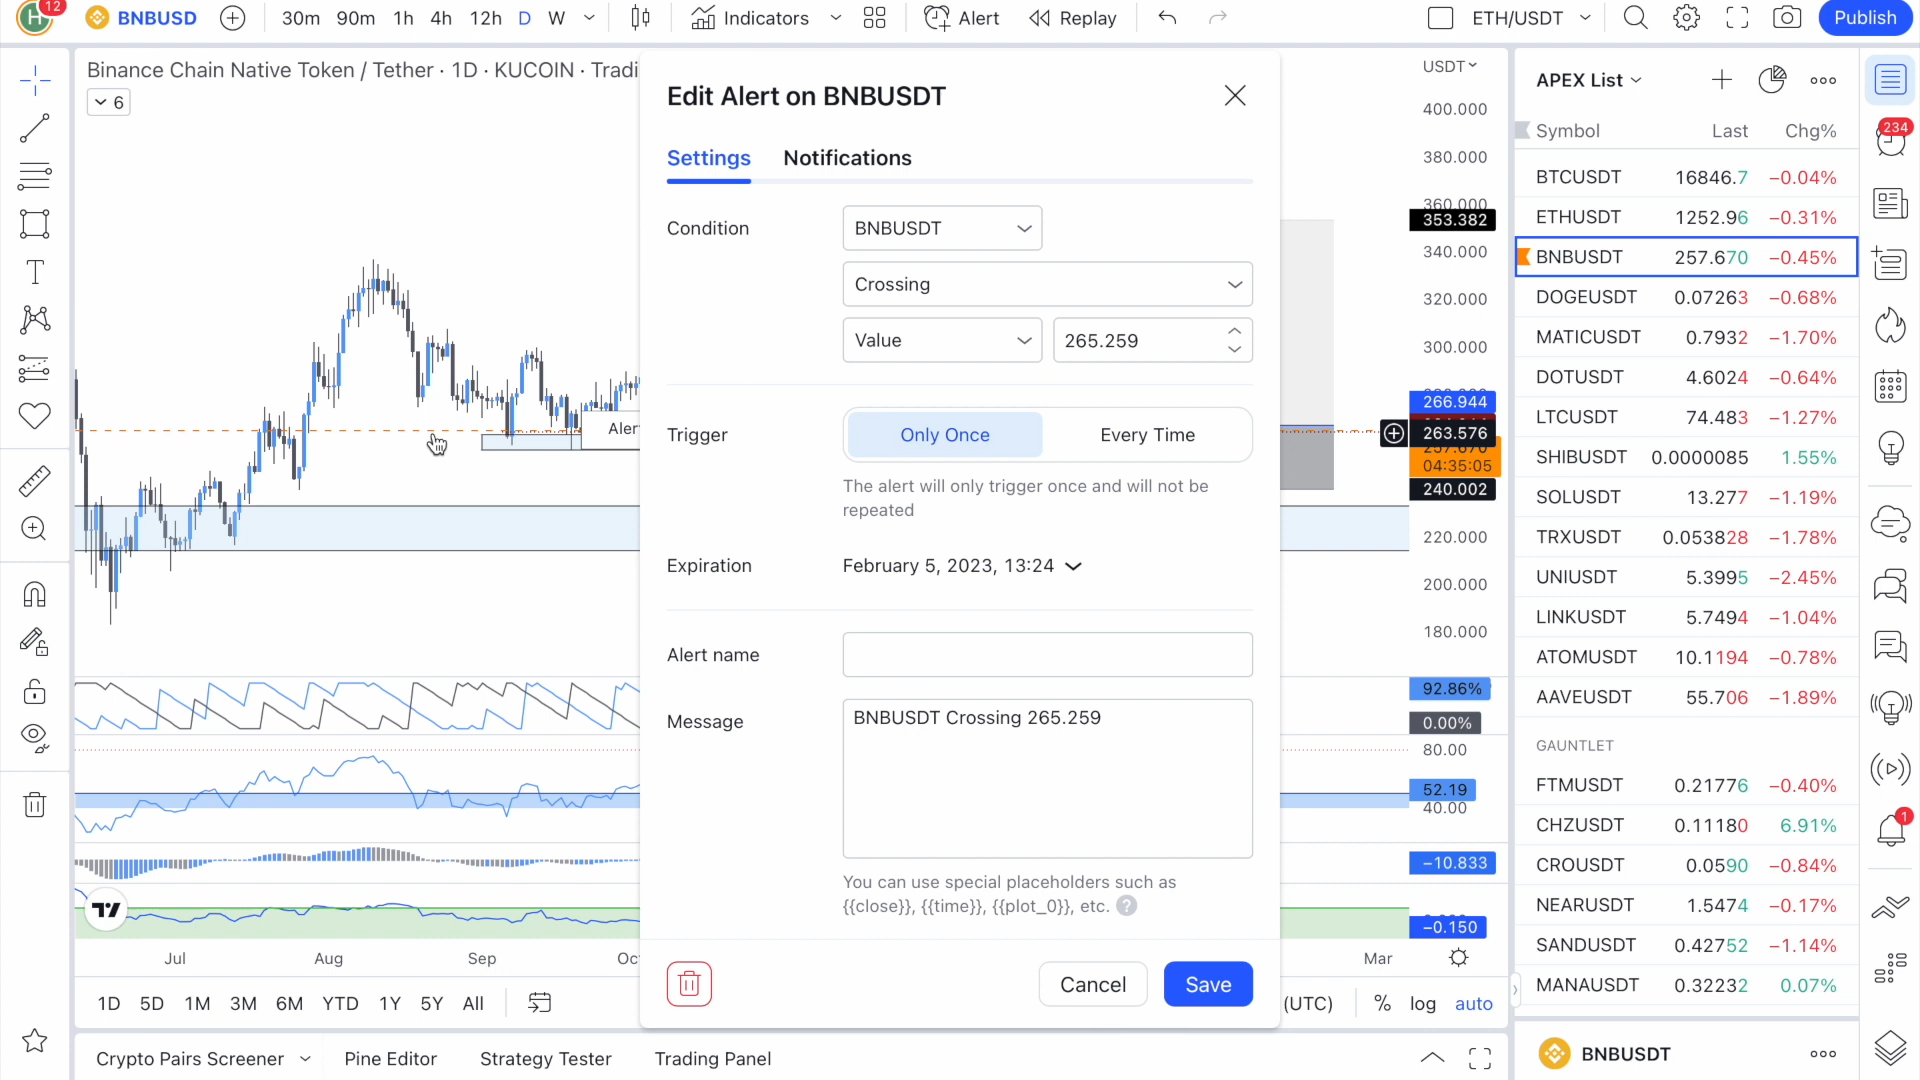 H
12
BNBUSD
30m 90m 1h 4h 12h D W
Indicators
Alert
Replay
ETH/USDT
Publish
Binance Chain Native Token / Tether · 1D · KUCOIN · Tradi
6
Edit Alert on BNBUSDT
Settings
Notifications
Condition
BNBUSDT
Crossing
Value
265.259
Trigger
Only Once
Every Time
The alert will only trigger once and will not be
repeated
Expiration
February 5, 2023, 13:24
Alert name
Message
BNBUSDT Crossing 265.259
You can use special placeholders such as
{{close}}, {{time}}, {{plot_0}}, etc. ?
Cancel
Save
Aler
USDT
400.000
380.000
360.000
353.382
340.000
320.000
300.000
266.944
263.576
257.670
04:35:05
240.002
220.000
200.000
180.000
92.86%
0.00%
80.00
52.19
40.00
−10.833
−0.150
Jul
Aug
Sep
Oc
Mar
1D 5D 1M 3M 6M YTD 1Y 5Y All
(UTC)
%
log
auto
Crypto Pairs Screener
Pine Editor
Strategy Tester
Trading Panel
APEX List
Symbol Last Chg%
BTCUSDT 16846.7 −0.04%
ETHUSDT 1252.96 −0.31%
BNBUSDT 257.670 −0.45%
DOGEUSDT 0.07263 −0.68%
MATICUSDT 0.7932 −1.70%
DOTUSDT 4.6024 −0.64%
LTCUSDT 74.483 −1.27%
SHIBUSDT 0.0000085 1.55%
SOLUSDT 13.277 −1.19%
TRXUSDT 0.053828 −1.78%
UNIUSDT 5.3995 −2.45%
LINKUSDT 5.7494 −1.04%
ATOMUSDT 10.1194 −0.78%
AAVEUSDT 55.706 −1.89%
GAUNTLET
FTMUSDT 0.21776 −0.40%
CHZUSDT 0.11180 6.91%
CROUSDT 0.0590 −0.84%
NEARUSDT 1.5474 −0.17%
SANDUSDT 0.42752 −1.14%
MANAUSDT 0.32232 0.07%
BNBUSDT
234
1